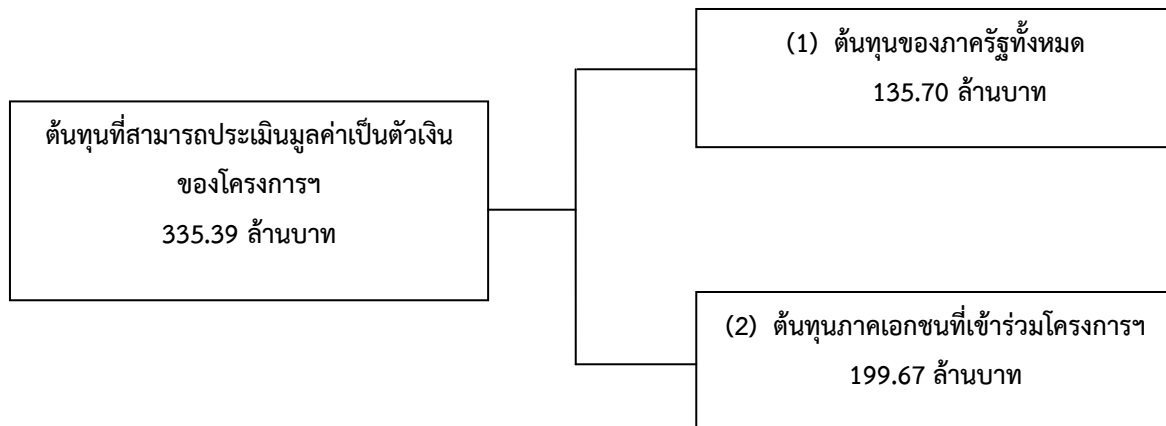 (1) ต้นทุนของภาครัฐทั้งหมด
135.70 ล้านบาท
ต้นทุนที่สามารถประเมินมูลค่าเป็นตัวเงิน
ของโครงการฯ
335.39 ล้านบาท
(2) ต้นทุนภาคเอกชนที่เข้าร่วมโครงการฯ
199.67 ล้านบาท